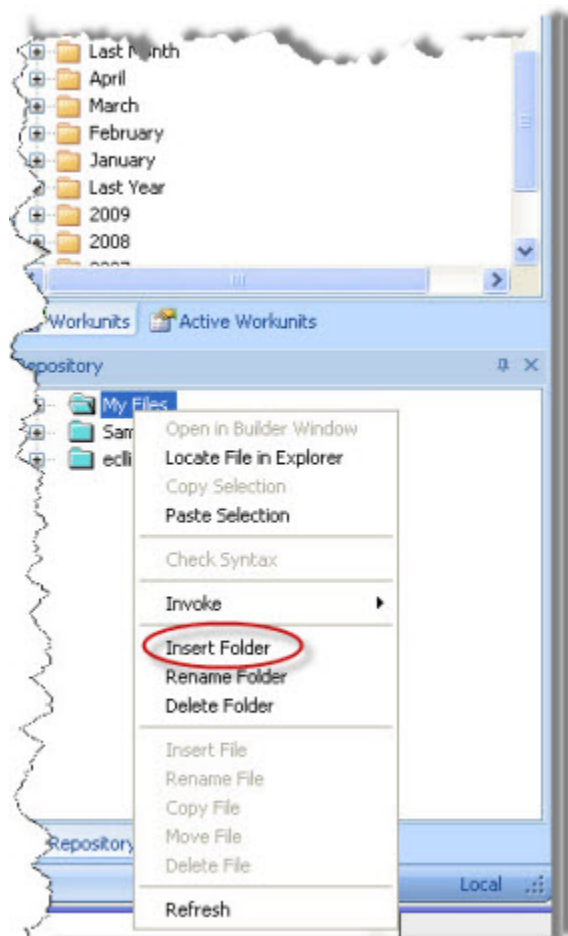 Last Month
April
March
February
January
Last Year
2009
2008
Workunits Active Workunits
Repository
My Files
Sam
eclli
Open in Builder Window
Locate File in Explorer
Copy Selection
Paste Selection
Check Syntax
Invoke
Insert Folder
Rename Folder
Delete Folder
Insert File
Rename File
Copy File
Move File
Delete File
Repository
Local
Refresh